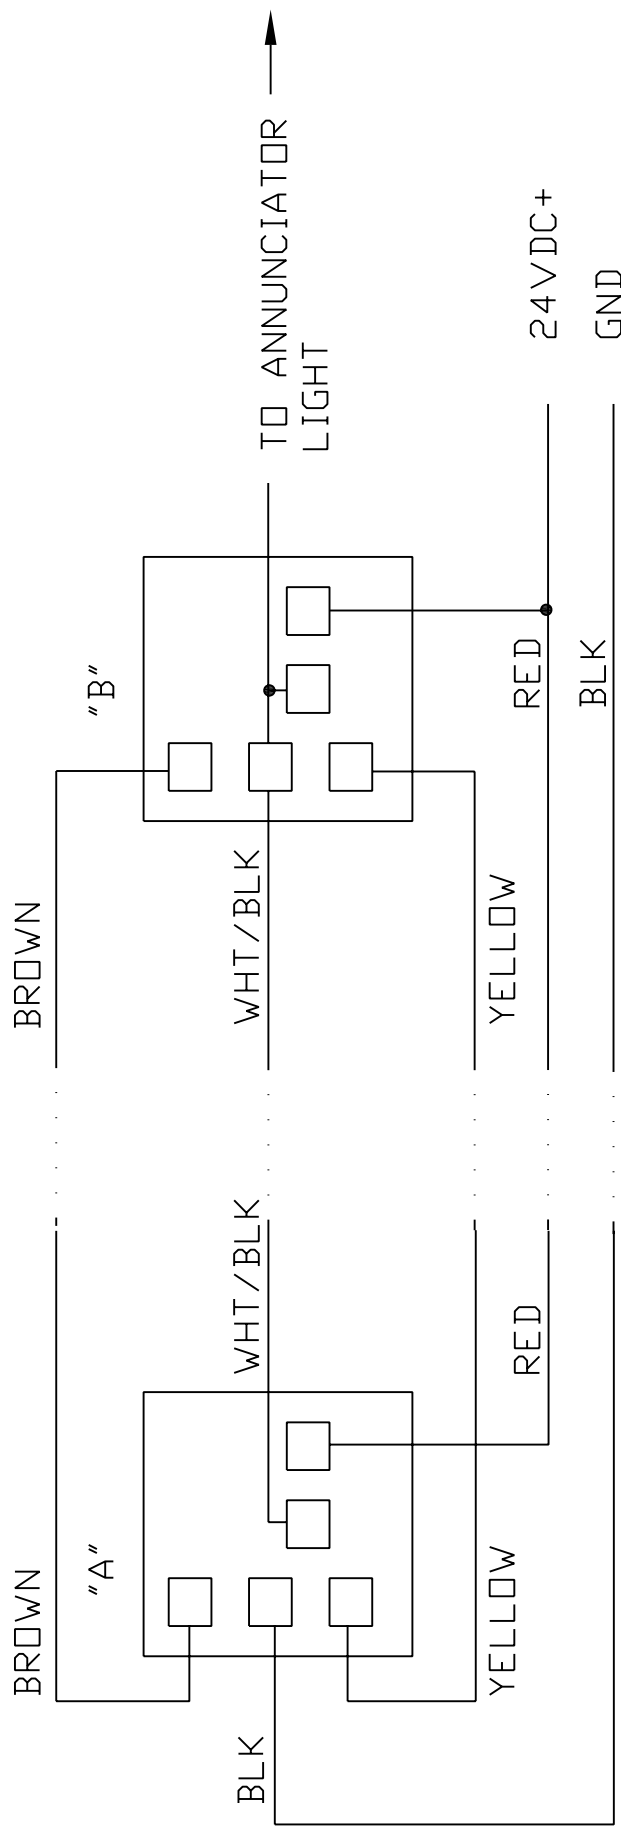 BROWN
BROWN
"A"
"B"
BLK
WHT/BLK
WHT/BLK
TO ANNUNCIATOR
LIGHT
YELLOW
YELLOW
RED
RED
24VDC+
BLK
GND